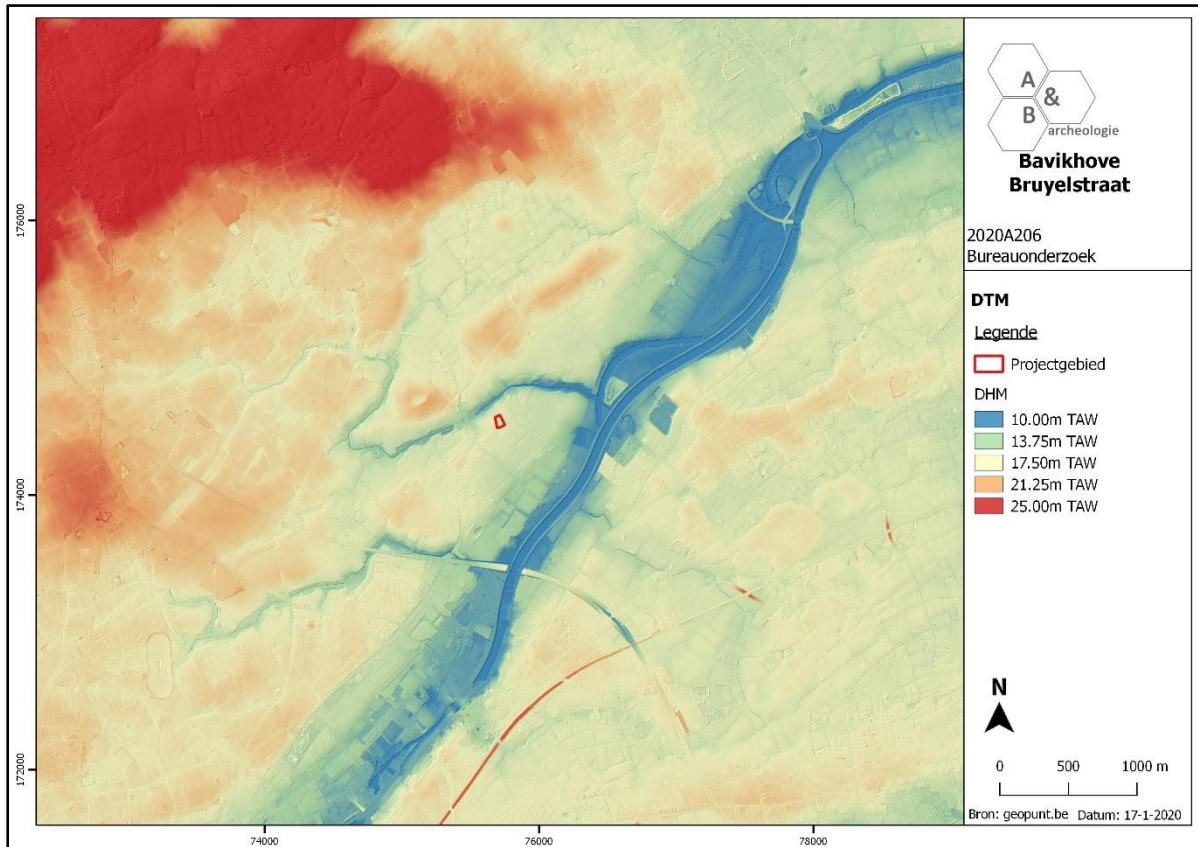 A
&
B
archeologie
Bavikhove
Bruyelstraat
2020A206
Bureauonderzoek
DTM
Legende
Projectgebied
DHM
10.00m TAW
13.75m TAW
17.50m TAW
21.25m TAW
25.00m TAW
N
0 500 1000 m
Bron: geopunt.be Datum: 17-1-2020
176000
174000
172000
74000 76000 78000